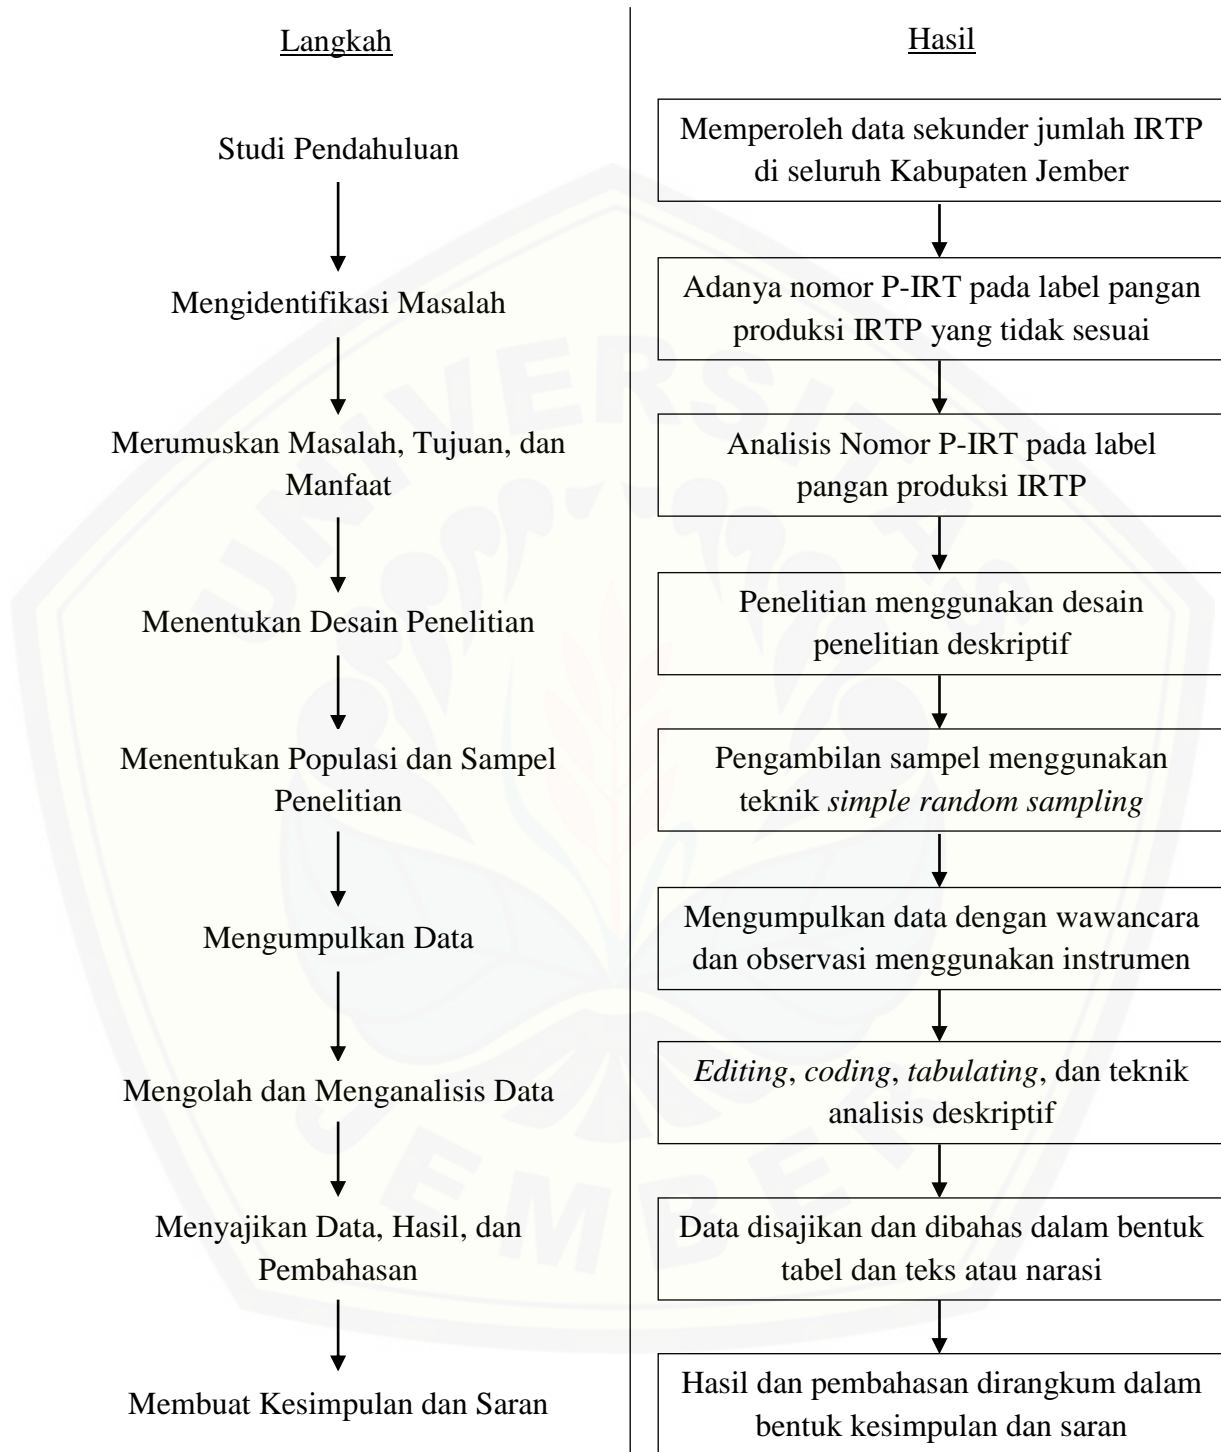 Langkah
Studi Pendahuluan
Mengidentifikasi Masalah
Merumuskan Masalah, Tujuan, dan
Manfaat
Menentukan Desain Penelitian
Menentukan Populasi dan Sampel
Penelitian
Mengumpulkan Data
Mengolah dan Menganalisis Data
Menyajikan Data, Hasil, dan
Pembahasan
Membuat Kesimpulan dan Saran
Hasil
Memperoleh data sekunder jumlah IRTP
di seluruh Kabupaten Jember
Adanya nomor P-IRT pada label pangan
produksi IRTP yang tidak sesuai
Analisis Nomor P-IRT pada label
pangan produksi IRTP
Penelitian menggunakan desain
penelitian deskriptif
Pengambilan sampel menggunakan
teknik simple random sampling
Mengumpulkan data dengan wawancara
dan observasi menggunakan instrumen
Editing, coding, tabulating, dan teknik
analisis deskriptif
Data disajikan dan dibahas dalam bentuk
tabel dan teks atau narasi
Hasil dan pembahasan dirangkum dalam
bentuk kesimpulan dan saran
UNIVERSITAS
JEMBER